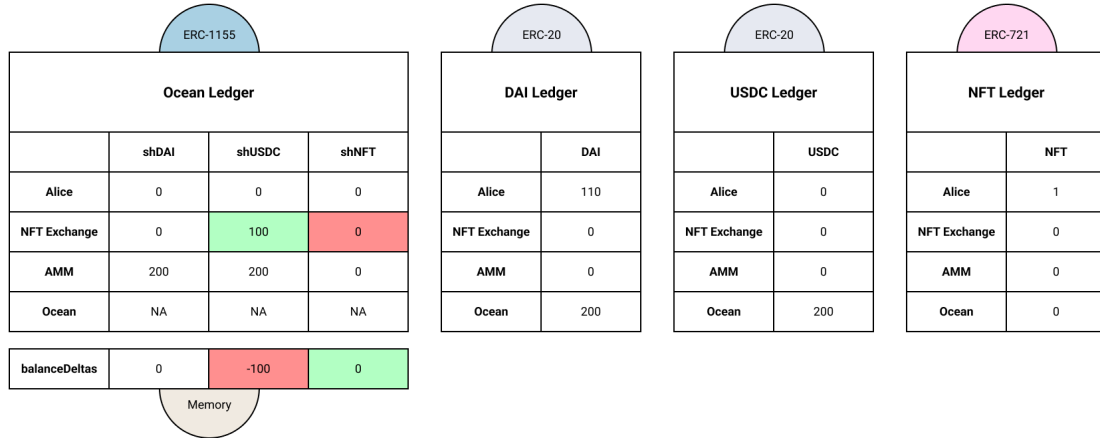 ERC-1155 ERC-20 ERC-20 ERC-721
Ocean Ledger DAI Ledger USDC Ledger NFT Ledger
shDAI shUSDC shNFT DAI USDC NFT
Alice 0 0 0 Alice 110 Alice 0 Alice 1
NFT Exchange 0 100 0 NFT Exchange 0 NFT Exchange 0 NFT Exchange 0
AMM 200 200 0 AMM 0 AMM 0 AMM 0
Ocean NA NA NA Ocean 200 Ocean 200 Ocean 0
balanceDeltas 0 -100 0
Memory